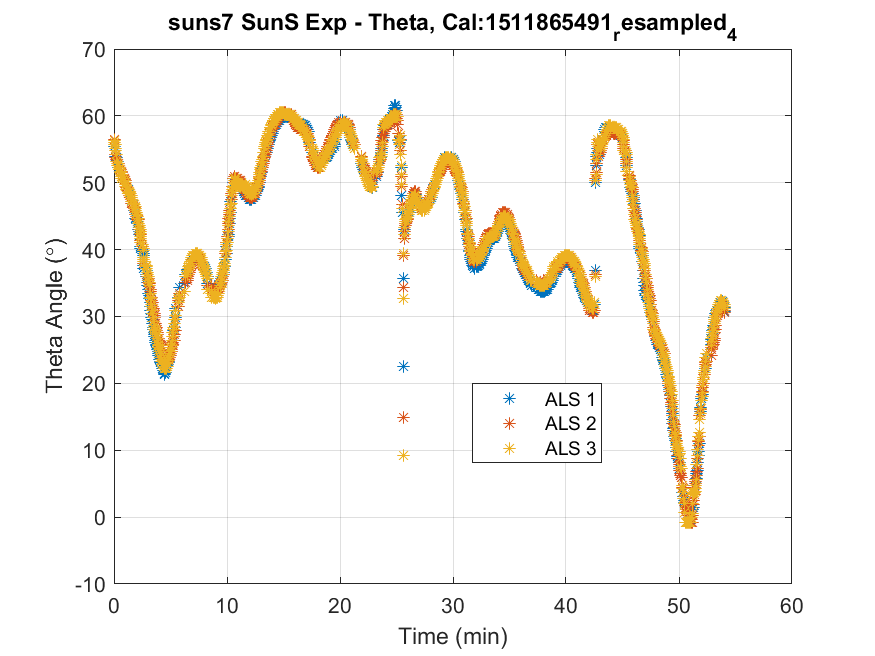 suns7 SunS Exp - Theta, Cal:1511865491_resampled_4
70
60
50
40
30
20
10
0
-10
Theta Angle (°)
ALS 1
ALS 2
ALS 3
0 10 20 30 40 50 60
Time (min)